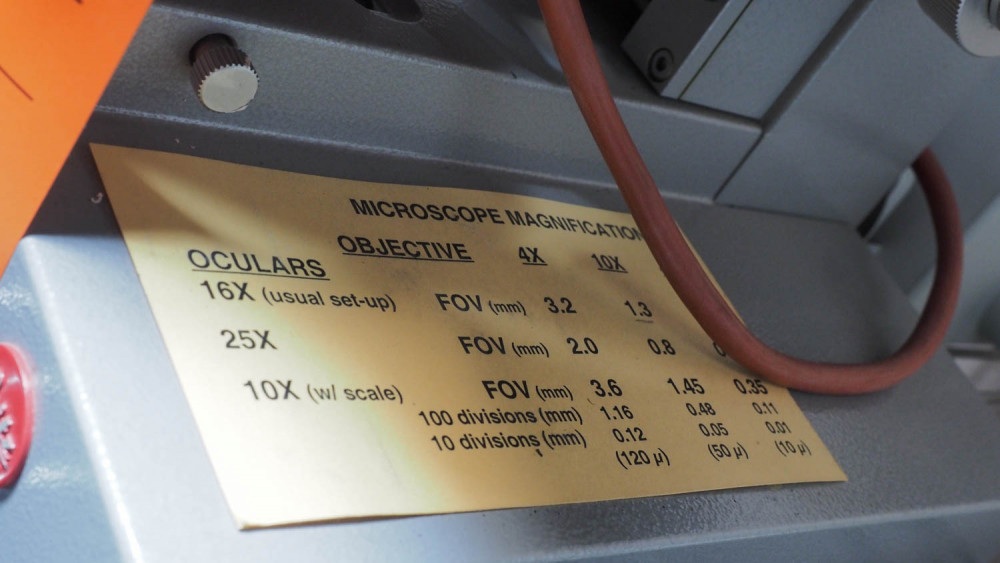 MICROSCOPE MAGNIFICATION
OBJECTIVE 4X 10X
OCULARS
16X (usual set-up) FOV (mm) 3.2 1.3
25X FOV (mm) 2.0 0.8
10X (w/ scale) FOV (mm) 3.6 1.45 0.35
100 divisions (mm) 1.16 0.48 0.11
10 divisions (mm) 0.12 0.05 0.01
(120 µ) (50 µ) (10 µ)